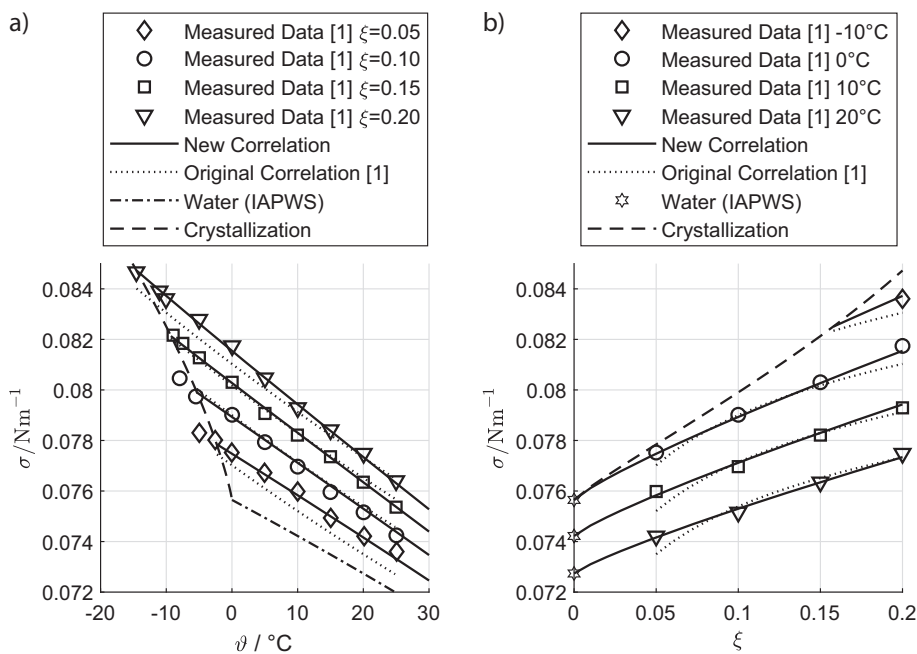 a)
Measured Data [1] ξ=0.05
Measured Data [1] ξ=0.10
Measured Data [1] ξ=0.15
Measured Data [1] ξ=0.20
New Correlation
Original Correlation [1]
Water (IAPWS)
Crystallization
0.084
0.082
0.08
0.078
0.076
0.074
0.072
σ/Nm⁻¹
-20 -10 0 10 20 30
ϑ / °C
b)
Measured Data [1] -10°C
Measured Data [1] 0°C
Measured Data [1] 10°C
Measured Data [1] 20°C
New Correlation
Original Correlation [1]
Water (IAPWS)
Crystallization
0.084
0.082
0.08
0.078
0.076
0.074
0.072
σ/Nm⁻¹
0 0.05 0.1 0.15 0.2
ξ